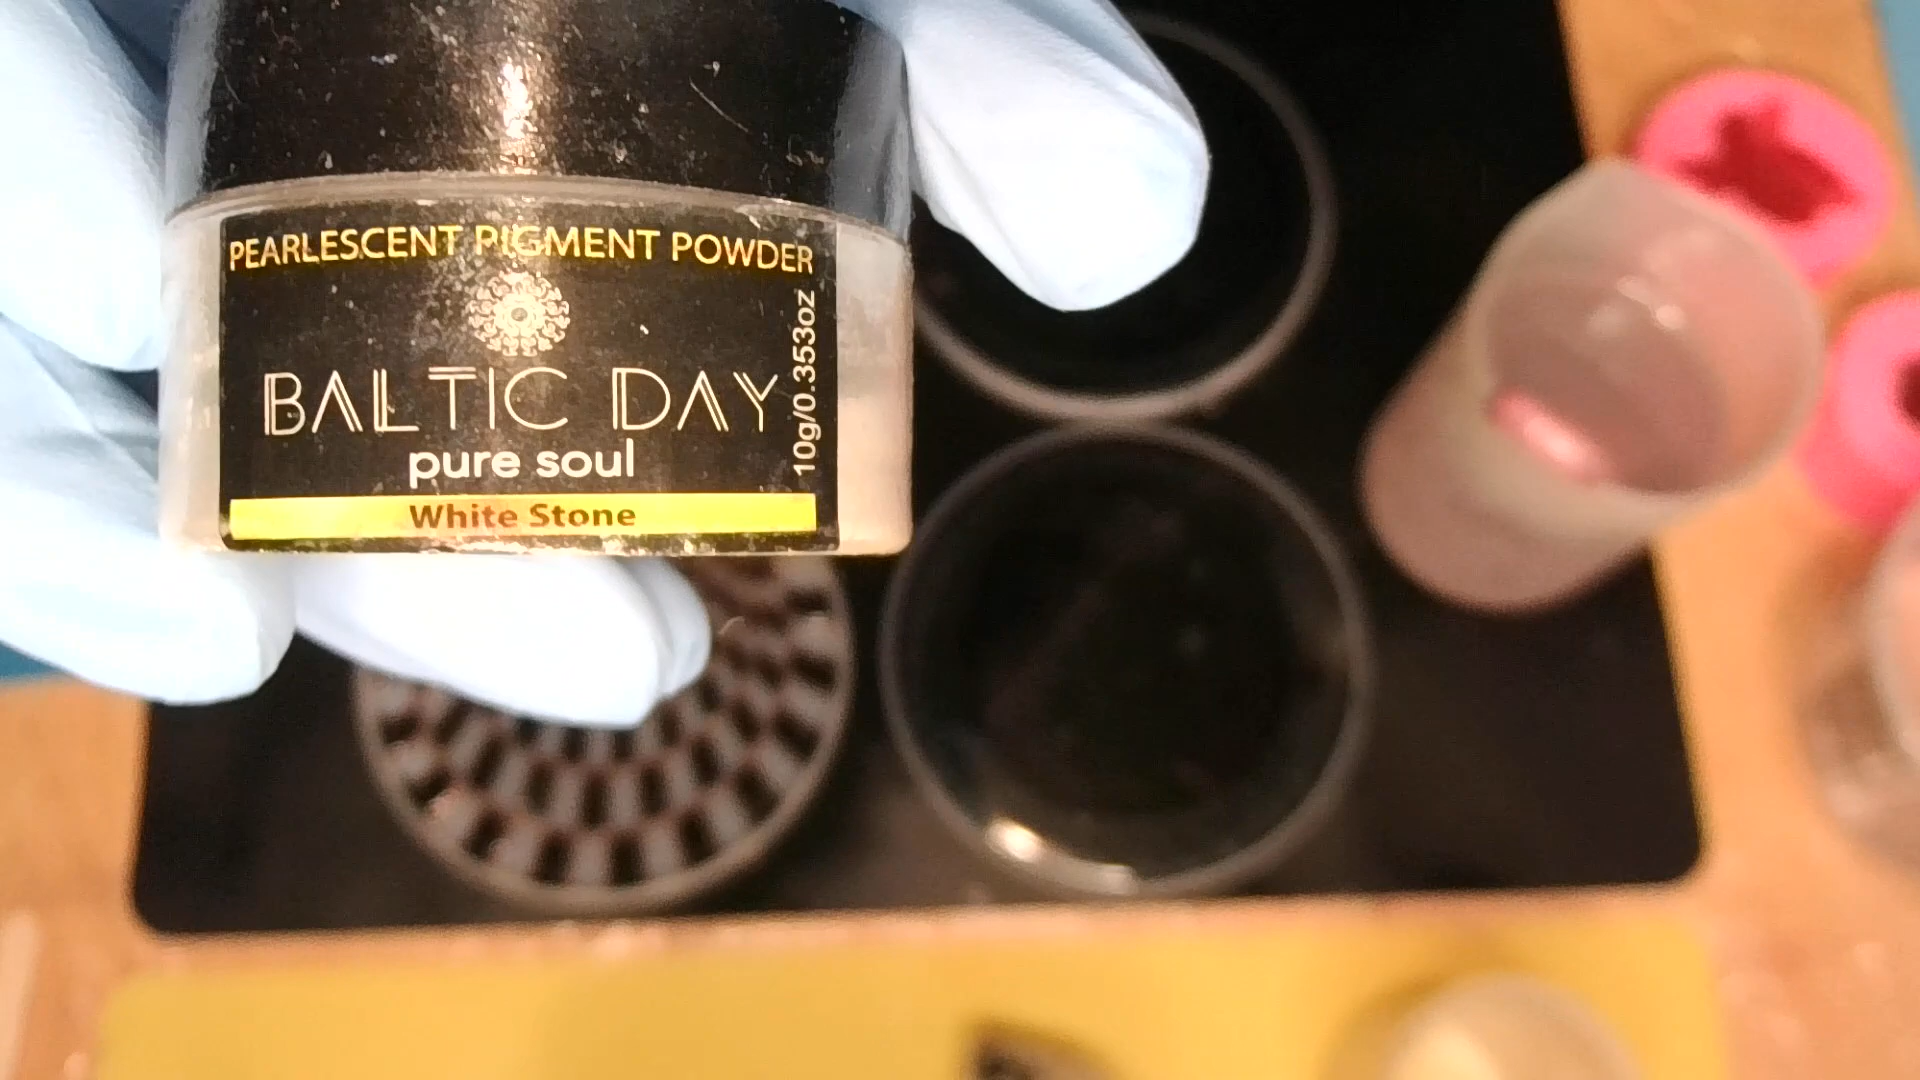 PEARLESCENT PIGMENT POWDER
BALTIC DAY
pure soul
10g/0.353oz
White Stone